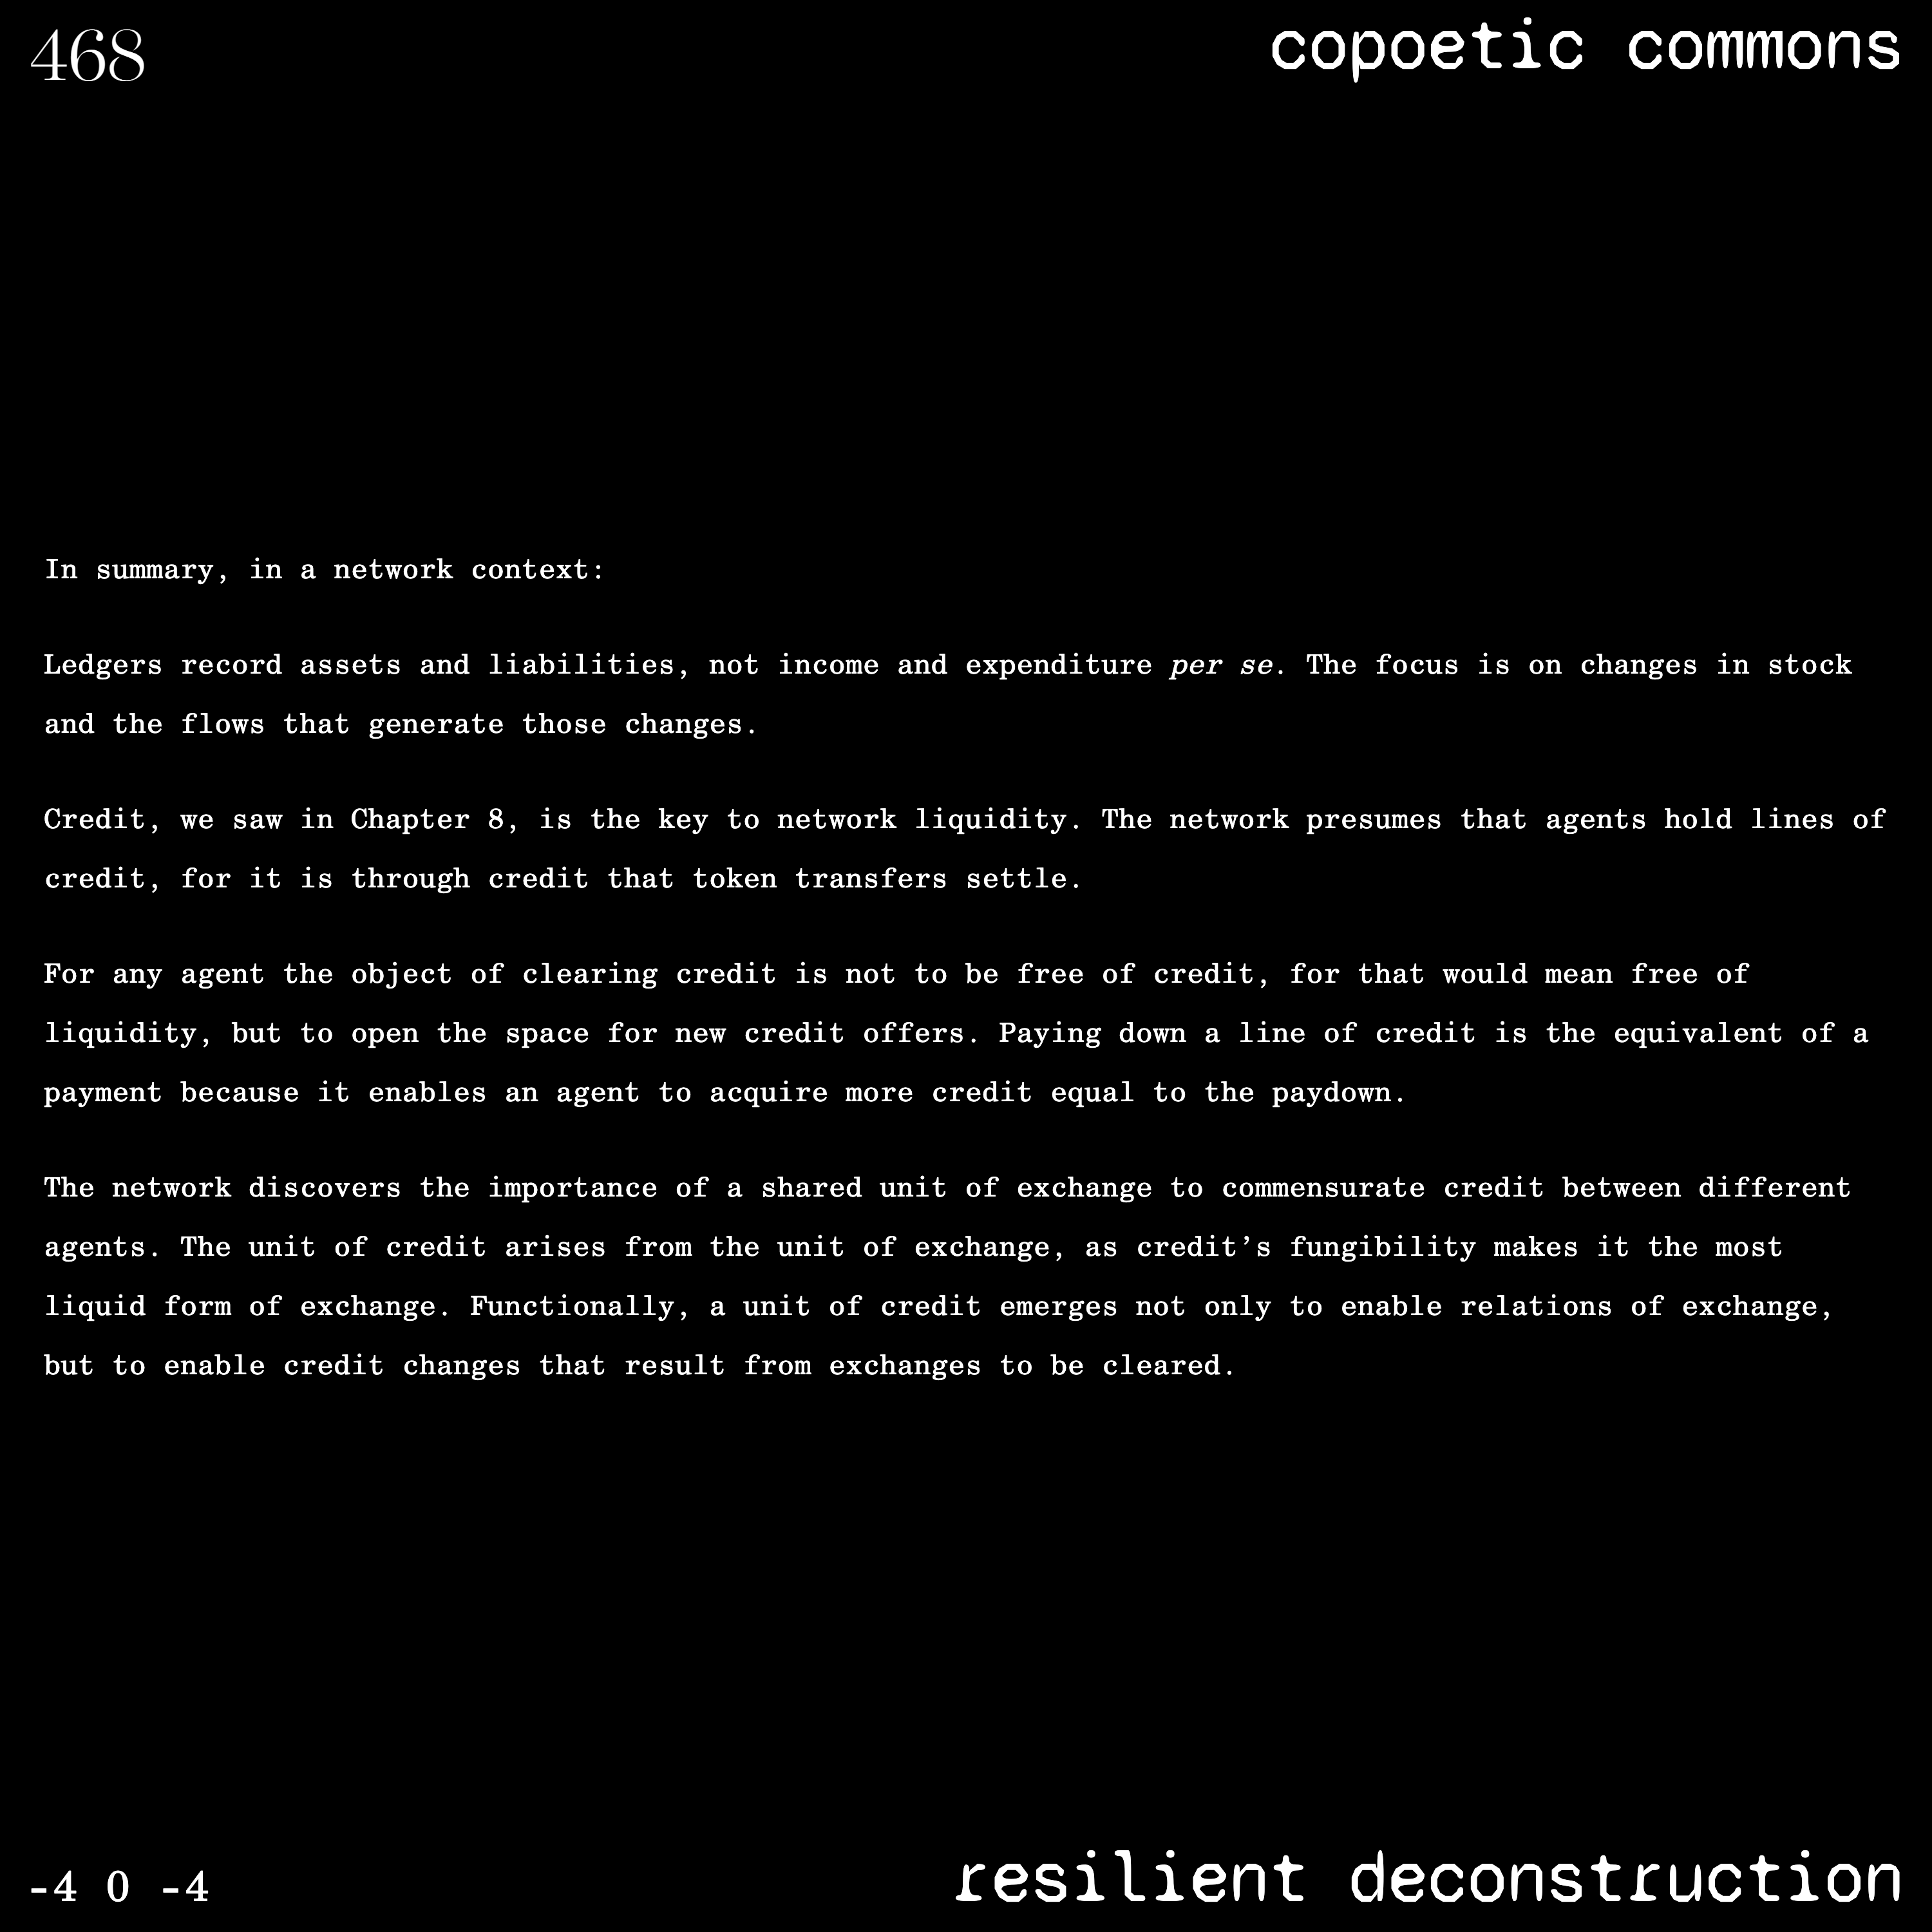 468
copoetic commons
In summary, in a network context:
Ledgers record assets and liabilities, not income and expenditure per se. The focus is on changes in stock
and the flows that generate those changes.
Credit, we saw in Chapter 8, is the key to network liquidity. The network presumes that agents hold lines of
credit, for it is through credit that token transfers settle.
For any agent the object of clearing credit is not to be free of credit, for that would mean free of
liquidity, but to open the space for new credit offers. Paying down a line of credit is the equivalent of a
payment because it enables an agent to acquire more credit equal to the paydown.
The network discovers the importance of a shared unit of exchange to commensurate credit between different
agents. The unit of credit arises from the unit of exchange, as credit’s fungibility makes it the most
liquid form of exchange. Functionally, a unit of credit emerges not only to enable relations of exchange,
but to enable credit changes that result from exchanges to be cleared.
-4 0 -4
resilient deconstruction